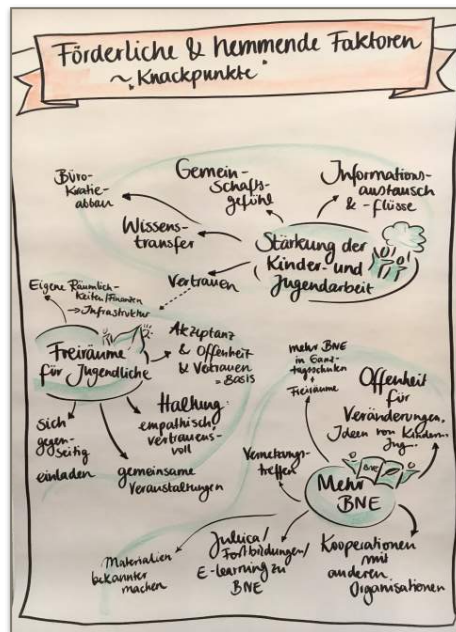 Förderliche & hemmende Faktoren
~ Knackpunkte
Büro-
kratie-
abbau
Gemein-
schafts-
gefühl
Informations-
austausch
& -flüsse
Wissens-
transfer
Stärkung der
Kinder- und
Jugendarbeit
Vertrauen
Eigene Räumlich-
keiten/Finanzen
→ Infrastruktur
Freiräume
für Jugendliche
Akzeptanz
& Offenheit
& Vetrauen
= Basis
Haltung:
empathisch
vertrauens-
voll
Sich
gegen-
seitig
einladen
gemeinsame
Veranstaltungen
mehr BNE
in Ganz-
tagsschulen
+
Freiräume
Offenheit
für
Veränderungen,
Ideen von Kindern
Jug.
Vernetzungs-
treffen
BNE
Mehr
BNE
Materialien
bekannter
machen
Juleica/
Fortbildungen/
E-learning zu
BNE
Kooperationen
mit
anderen
Organisationen